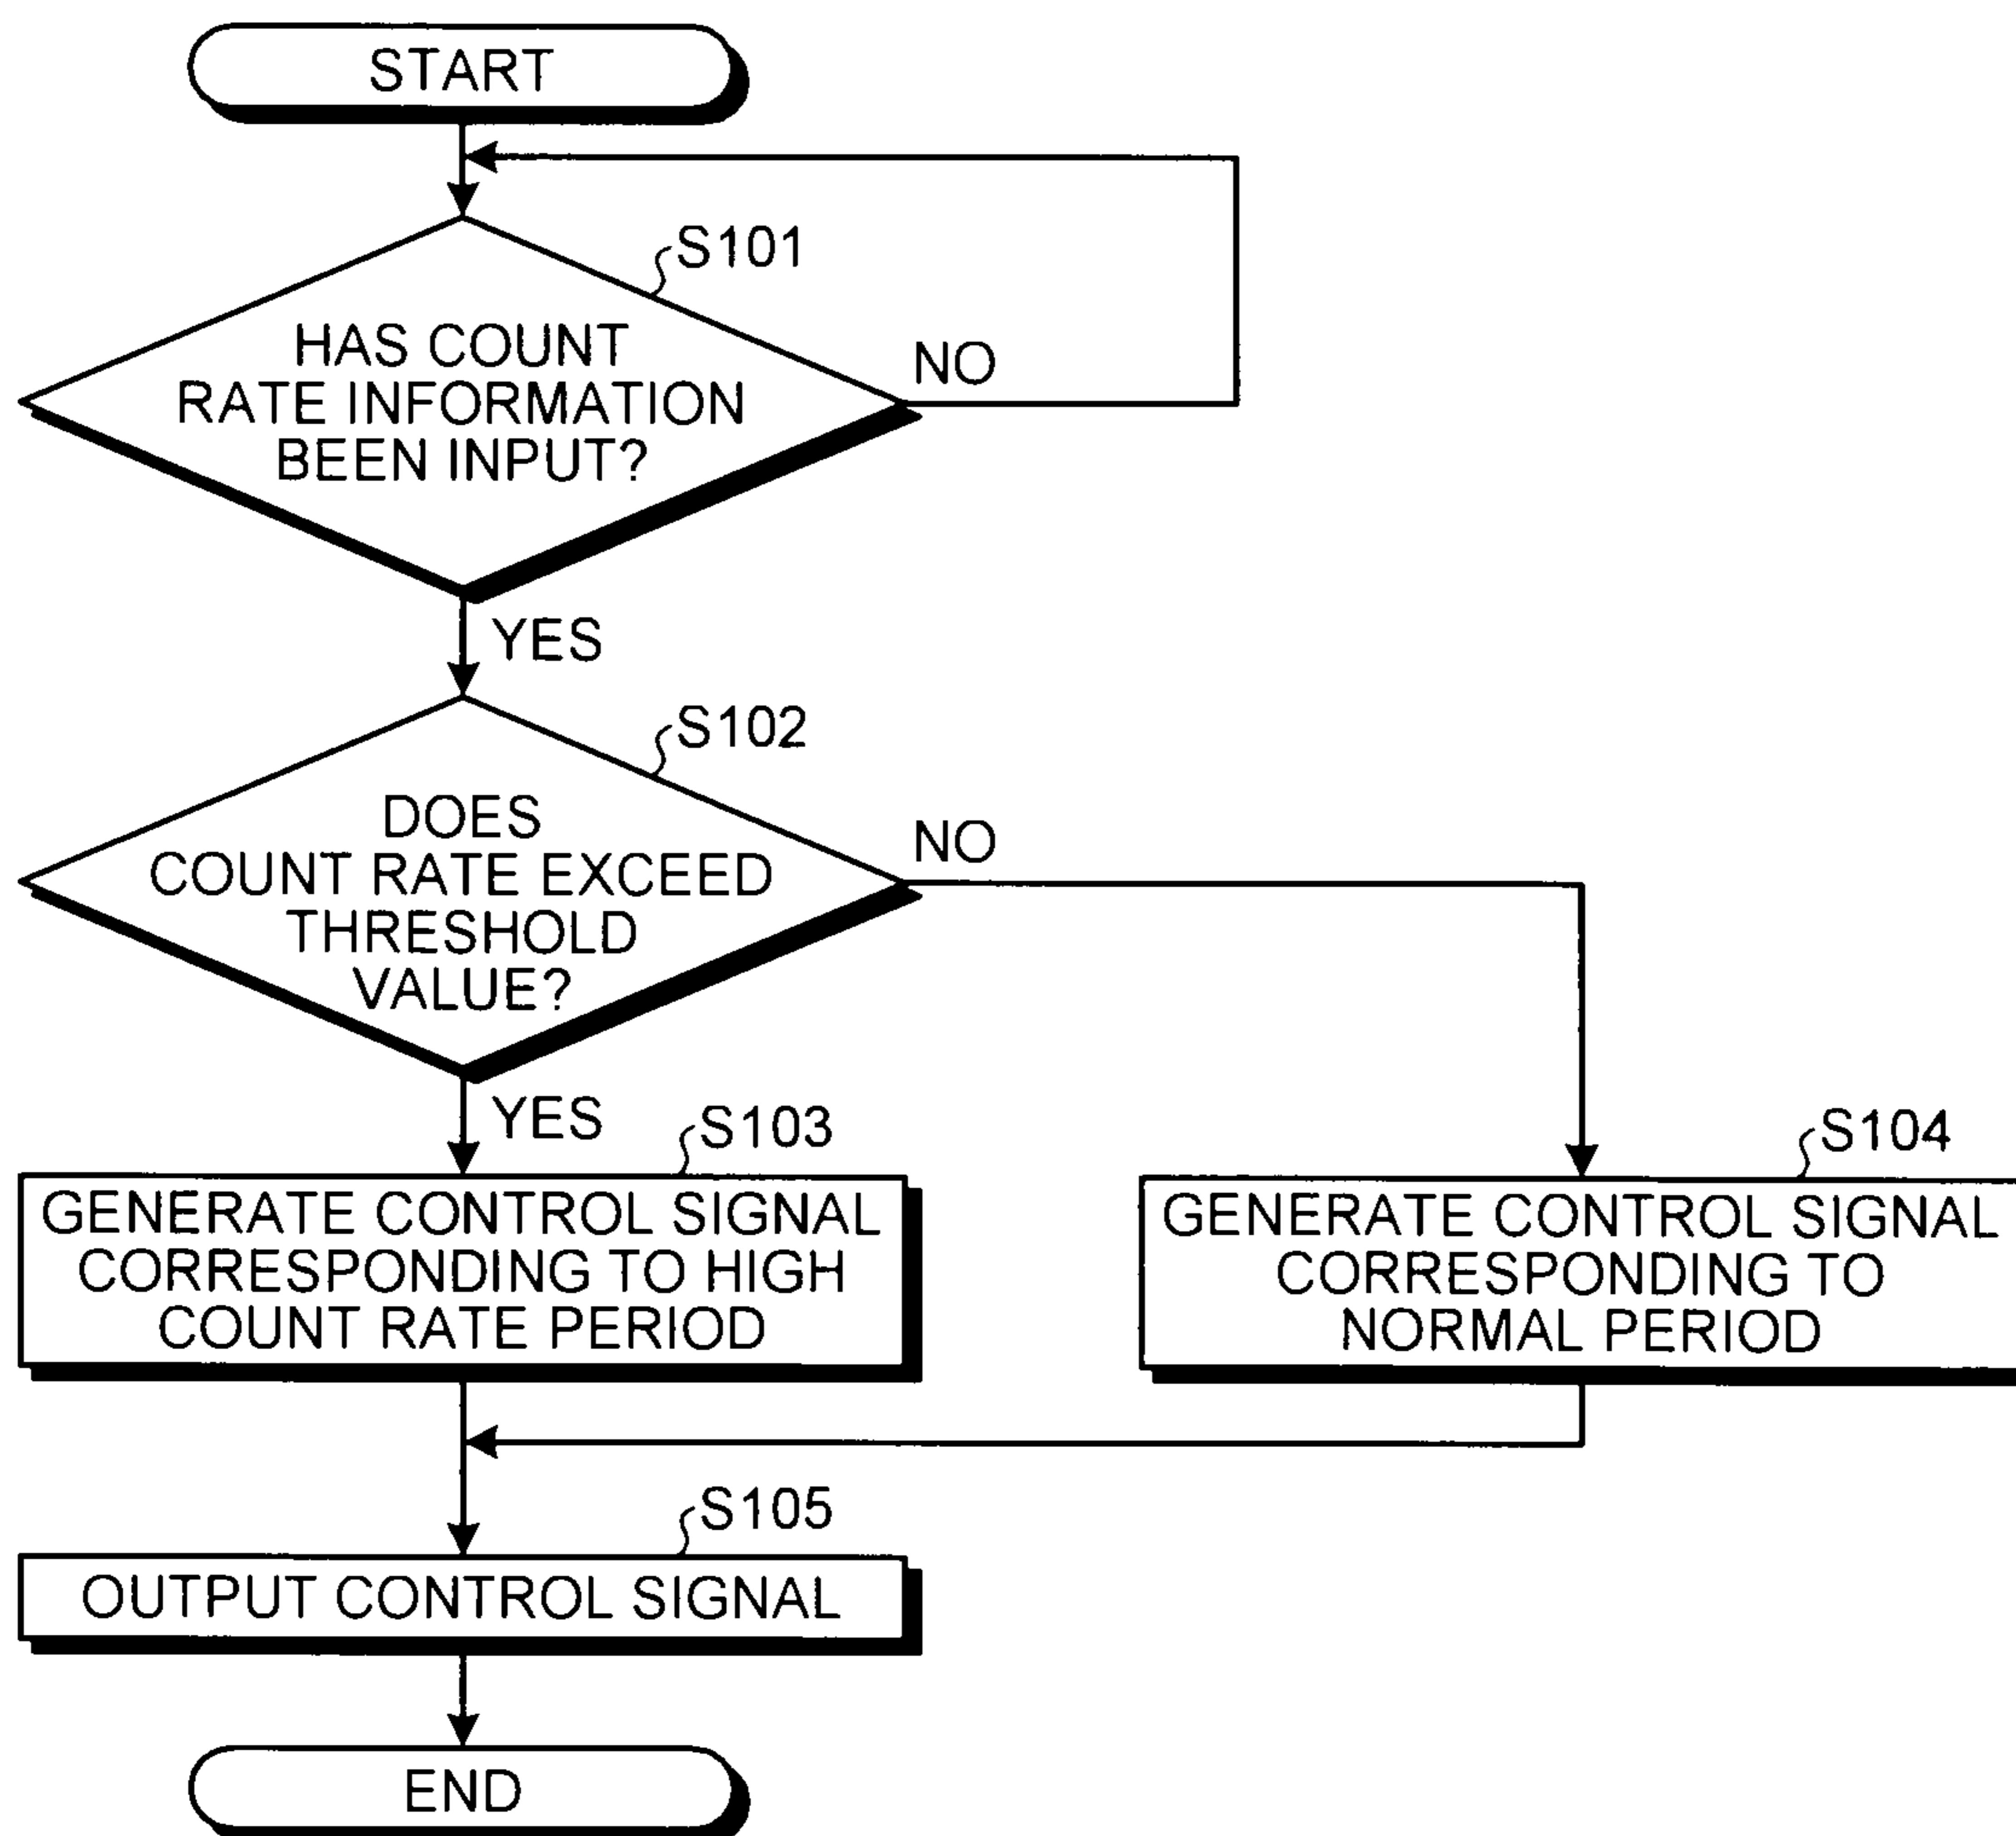 START
S101
HAS COUNT
RATE INFORMATION
BEEN INPUT?
NO
YES
S102
DOES
COUNT RATE EXCEED
THRESHOLD
VALUE?
NO
YES
S103
GENERATE CONTROL SIGNAL
CORRESPONDING TO HIGH
COUNT RATE PERIOD
S104
GENERATE CONTROL SIGNAL
CORRESPONDING TO
NORMAL PERIOD
S105
OUTPUT CONTROL SIGNAL
END